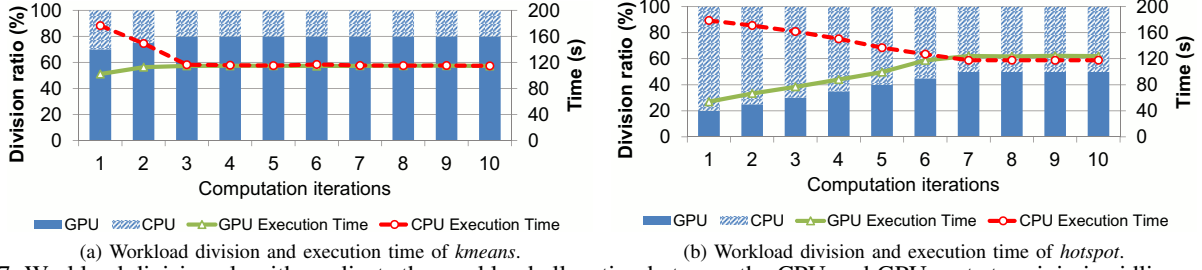 Division ratio (%)
100
80
60
40
20
0
200
160
120
80
40
0
Time (s)
1 2 3 4 5 6 7 8 9 10
Computation iterations
GPU CPU GPU Execution Time CPU Execution Time
(a) Workload division and execution time of kmeans.
Division ratio (%)
100
80
60
40
20
0
200
160
120
80
40
0
Time (s)
1 2 3 4 5 6 7 8 9 10
Computation iterations
GPU CPU GPU Execution Time CPU Execution Time
(b) Workload division and execution time of hotspot.